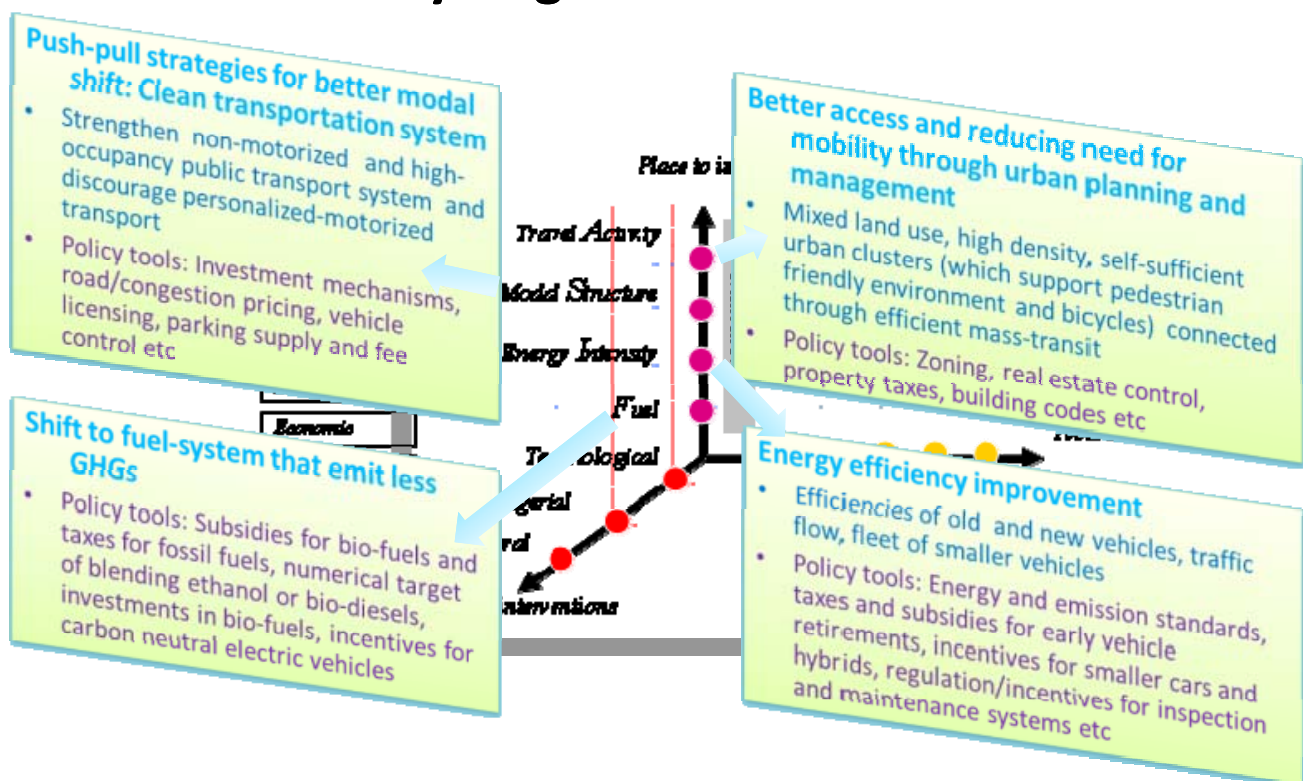 Push-pull strategies for better modal
shift: Clean transportation system
• Strengthen non-motorized and high-
occupancy public transport system and
discourage personalized-motorized
transport
• Policy tools: Investment mechanisms,
road/congestion pricing, vehicle
licensing, parking supply and fee
control etc
Better access and reducing need for
mobility through urban planning and
management
• Mixed land use, high density, self-sufficient
urban clusters (which support pedestrian
friendly environment and bicycles) connected
through efficient mass-transit
• Policy tools: Zoning, real estate control,
property taxes, building codes etc
Place to
Travel Activity
Modal Structure
Energy Intensity
Fuel
Technological
Economic
interventions
Shift to fuel-system that emit less
GHGs
• Policy tools: Subsidies for bio-fuels and
taxes for fossil fuels, numerical target
of blending ethanol or bio-diesels,
investments in bio-fuels, incentives for
carbon neutral electric vehicles
Energy efficiency improvement
• Efficiencies of old and new vehicles, traffic
flow, fleet of smaller vehicles
• Policy tools: Energy and emission standards,
taxes and subsidies for early vehicle
retirements, incentives for smaller cars and
hybrids, regulation/incentives for inspection
and maintenance systems etc